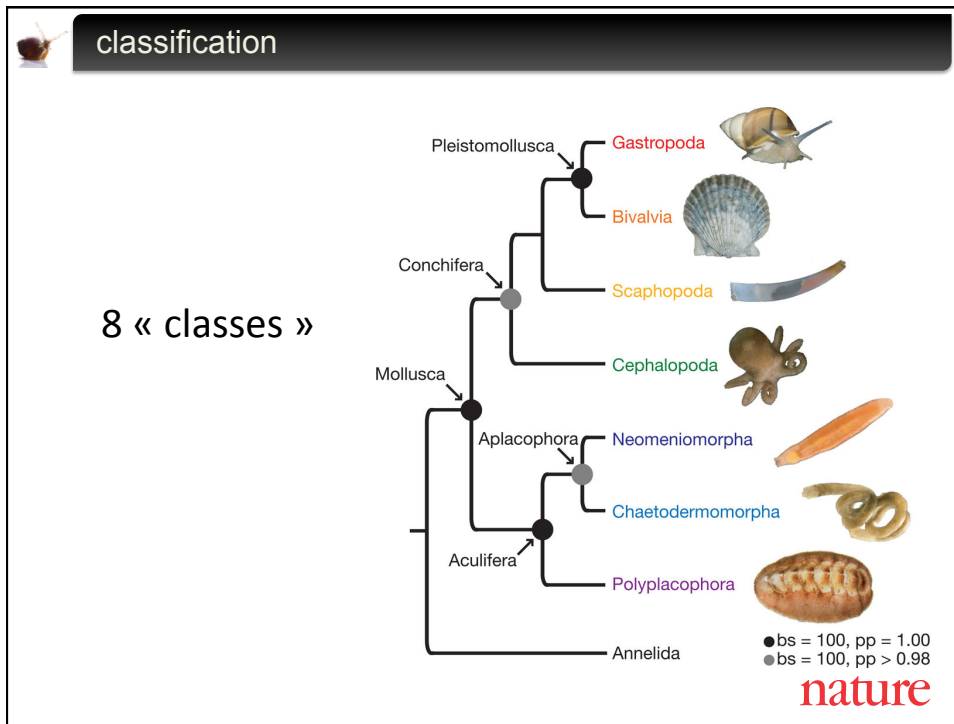 classification
8 « classes »
Pleistomollusca
Gastropoda
Bivalvia
Conchifera
Scaphopoda
Cephalopoda
Mollusca
Aplacophora
Neomeniomorpha
Chaetodermomorpha
Aculifera
Polyplacophora
Annelida
bs = 100, pp = 1.00
bs = 100, pp > 0.98
nature